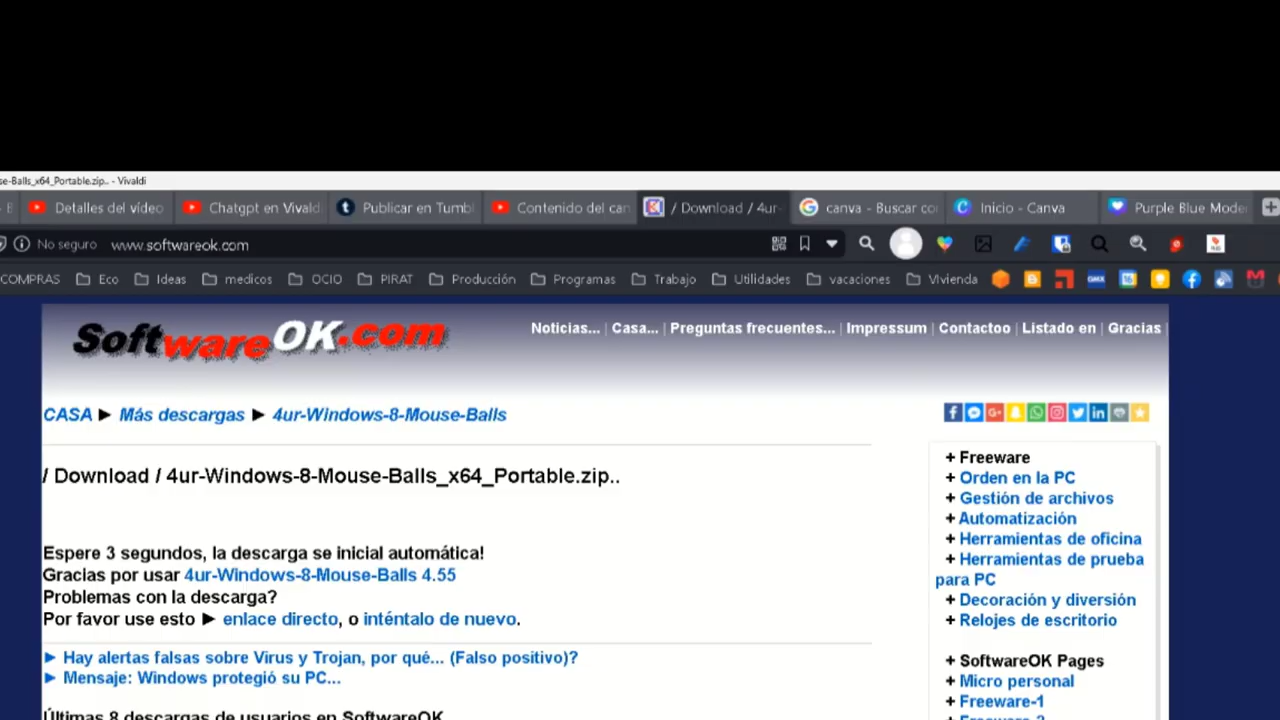 se-Balls_x64_Portable.zip.. - Vivaldi
Detalles del vídeo
Chatgpt en Vivald
Publicar en Tumb
Contenido del can
/ Download / 4ur-
canva - Buscar co
Inicio - Canva
Purple Blue Mode
No seguro www.softwareok.com
COMPRAS Eco Ideas medicos OCIO PIRAT Producción Programas Trabajo Utilidades vacaciones VIvienda
SoftwareOK.com
Noticias... | Casa... | Preguntas frecuentes... | Impressum | Contactoo | Listado en | Gracias |
CASA ► Más descargas ► 4ur-Windows-8-Mouse-Balls
/ Download / 4ur-Windows-8-Mouse-Balls_x64_Portable.zip..
Espere 3 segundos, la descarga se inicial automática!
Gracias por usar 4ur-Windows-8-Mouse-Balls 4.55
Problemas con la descarga?
Por favor use esto ► enlace directo, o inténtalo de nuevo.
► Hay alertas falsas sobre Virus y Trojan, por qué... (Falso positivo)?
► Mensaje: Windows protegió su PC...
Últimas 8 descargas de usuarios en SoftwareOK
+ Freeware
+ Orden en la PC
+ Gestión de archivos
+ Automatización
+ Herramientas de oficina
+ Herramientas de prueba
para PC
+ Decoración y diversión
+ Relojes de escritorio
+ SoftwareOK Pages
+ Micro personal
+ Freeware-1
+ Freeware-2